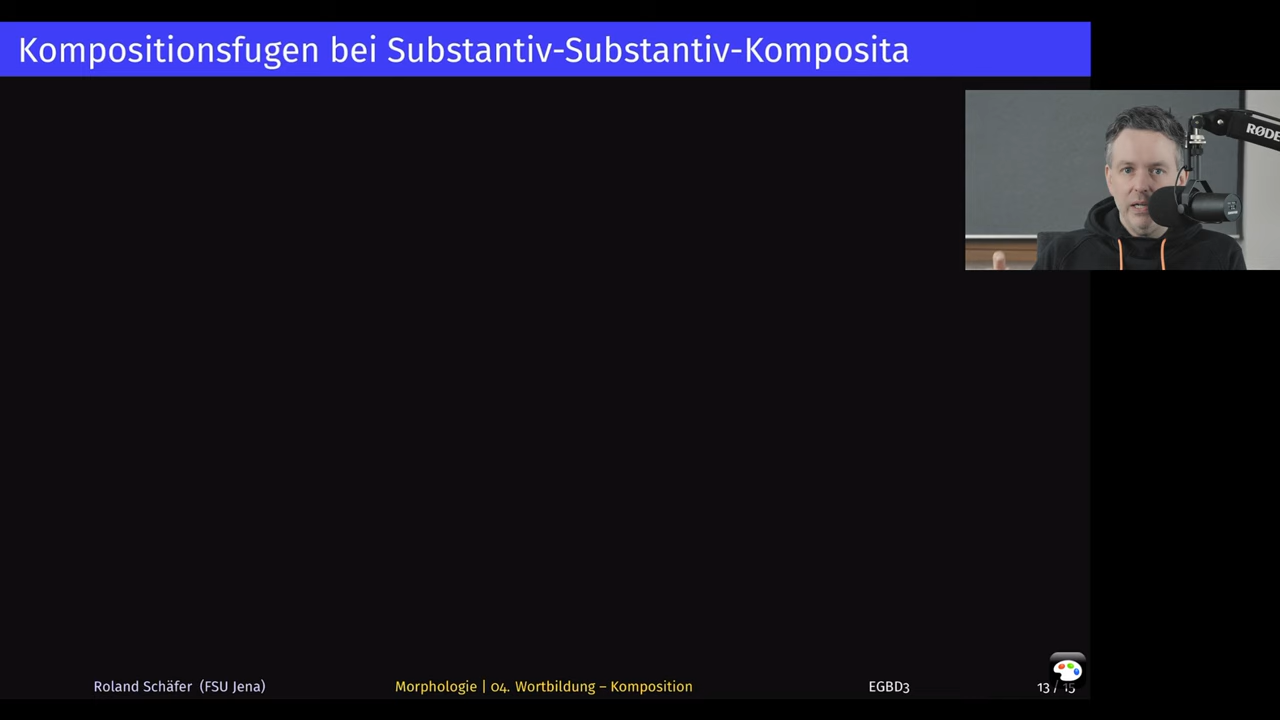 Kompositionsfugen bei Substantiv-Substantiv-Komposita
RØDE
Roland Schäfer (FSU Jena)
Morphologie | 04. Wortbildung – Komposition
EGBD3
13 / 15